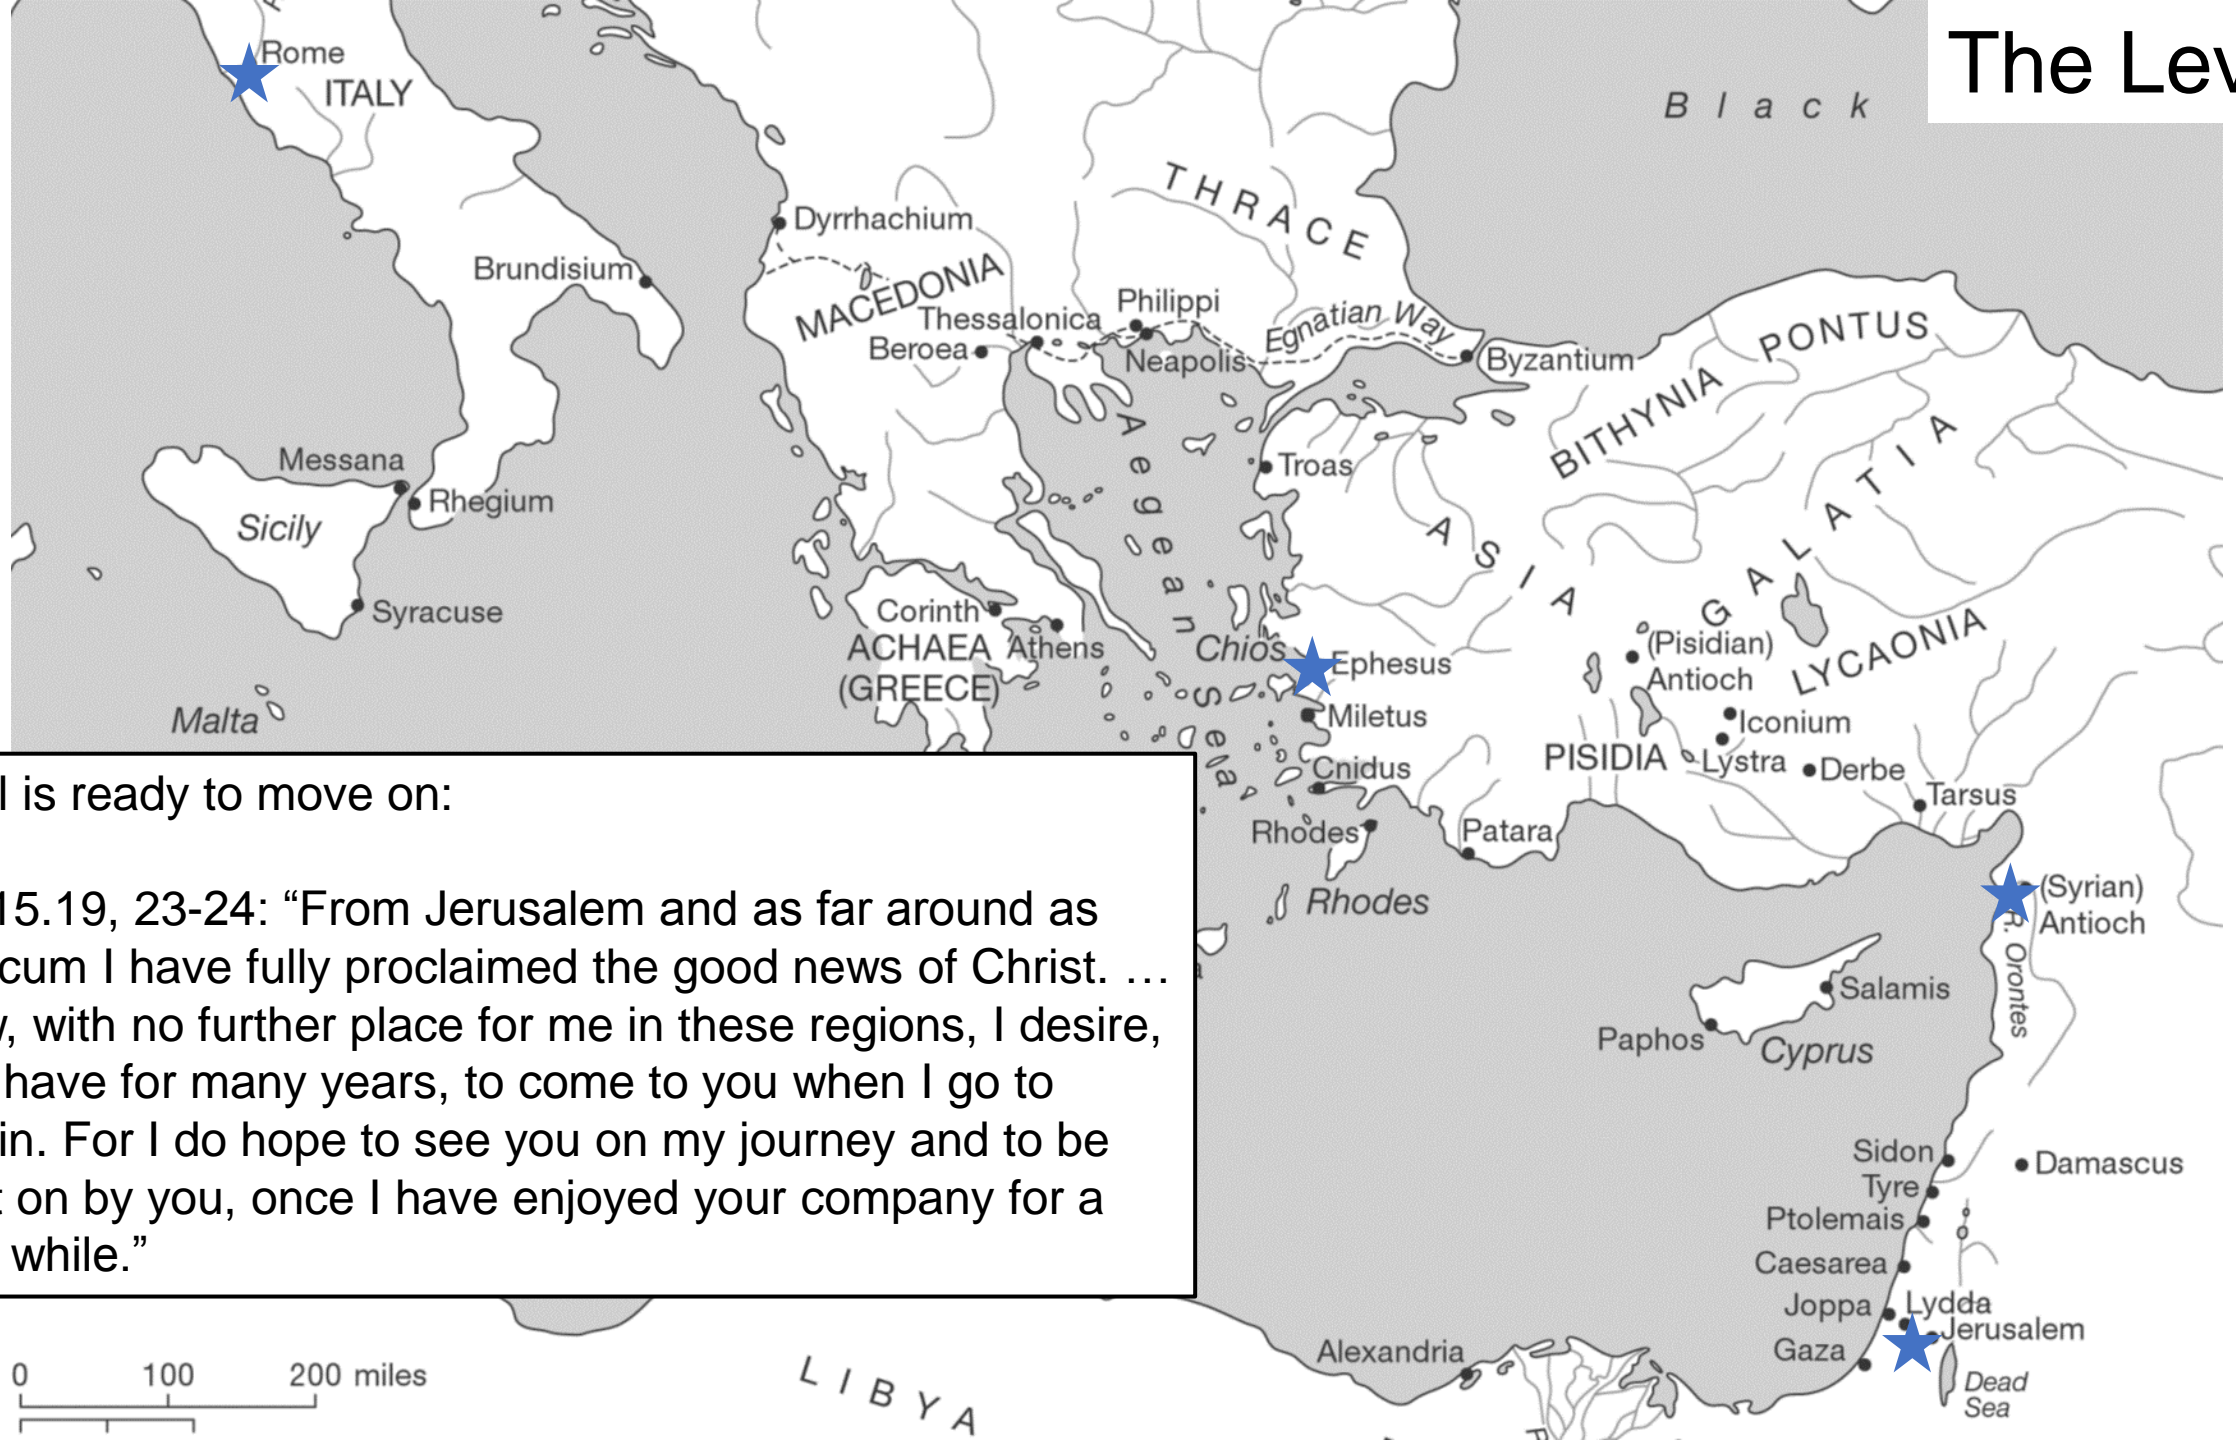 The Lev
Rome
ITALY
Black
THRACE
Dyrrhachium
Brundisium
MACEDONIA
Philippi
Thessalonica
Egnatian Way
Beroea
Neapolis
Byzantium
PONTUS
BITHYNIA
Aegean Sea
Messana
Troas
Rhegium
GALATIA
Sicily
ASIA
Syracuse
Corinth
ACHAEA
(GREECE)
Athens
Chios
Ephesus
(Pisidian)
Antioch
LYCAONIA
Malta
Miletus
Iconium
PISIDIA
Lystra
Derbe
Cnidus
Tarsus
Rhodes
Patara
Rhodes
(Syrian)
Antioch
R. Orontes
Salamis
Paphos
Cyprus
Sidon
Damascus
Tyre
Ptolemais
Caesarea
Joppa
Lydda
Jerusalem
Gaza
Dead
Sea
Alexandria
LIBYA
l is ready to move on:
15.19, 23-24: “From Jerusalem and as far around as
cum I have fully proclaimed the good news of Christ. …
, with no further place for me in these regions, I desire,
have for many years, to come to you when I go to
in. For I do hope to see you on my journey and to be
on by you, once I have enjoyed your company for a
while.”
0 100 200 miles